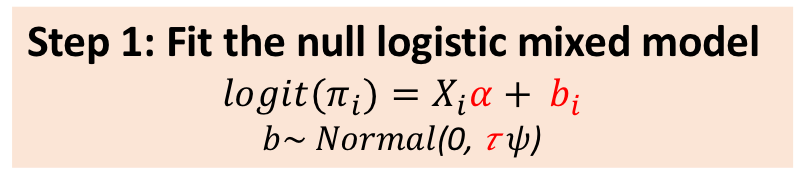 Step 1: Fit the null logistic mixed model
logit(πᵢ) = Xᵢα + bᵢ
b~ Normal(0, τψ)